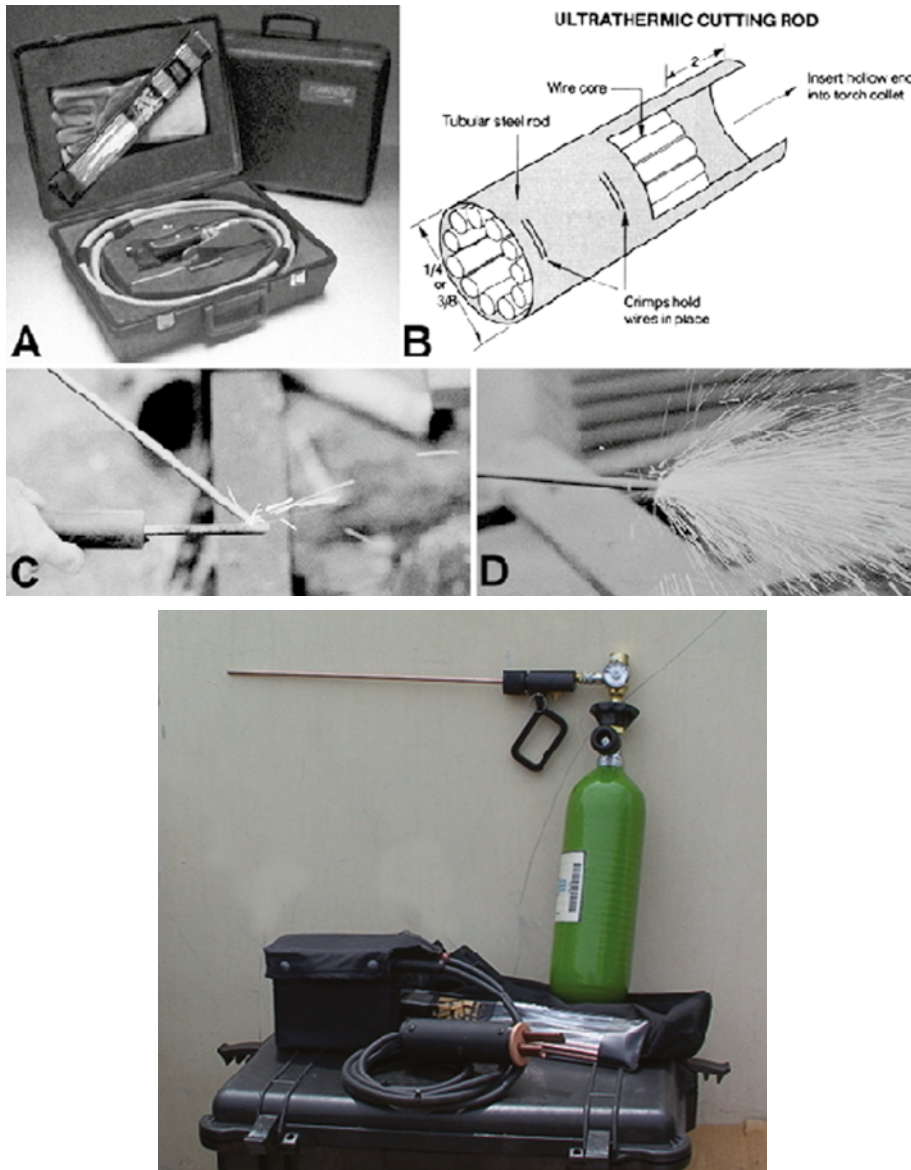 A
B
ULTRATHERMIC CUTTING ROD
2
Wire core
Insert hollow end
into torch collet
Tubular steel rod
1/4
or
3/8
Crimps hold
wires in place
C
D